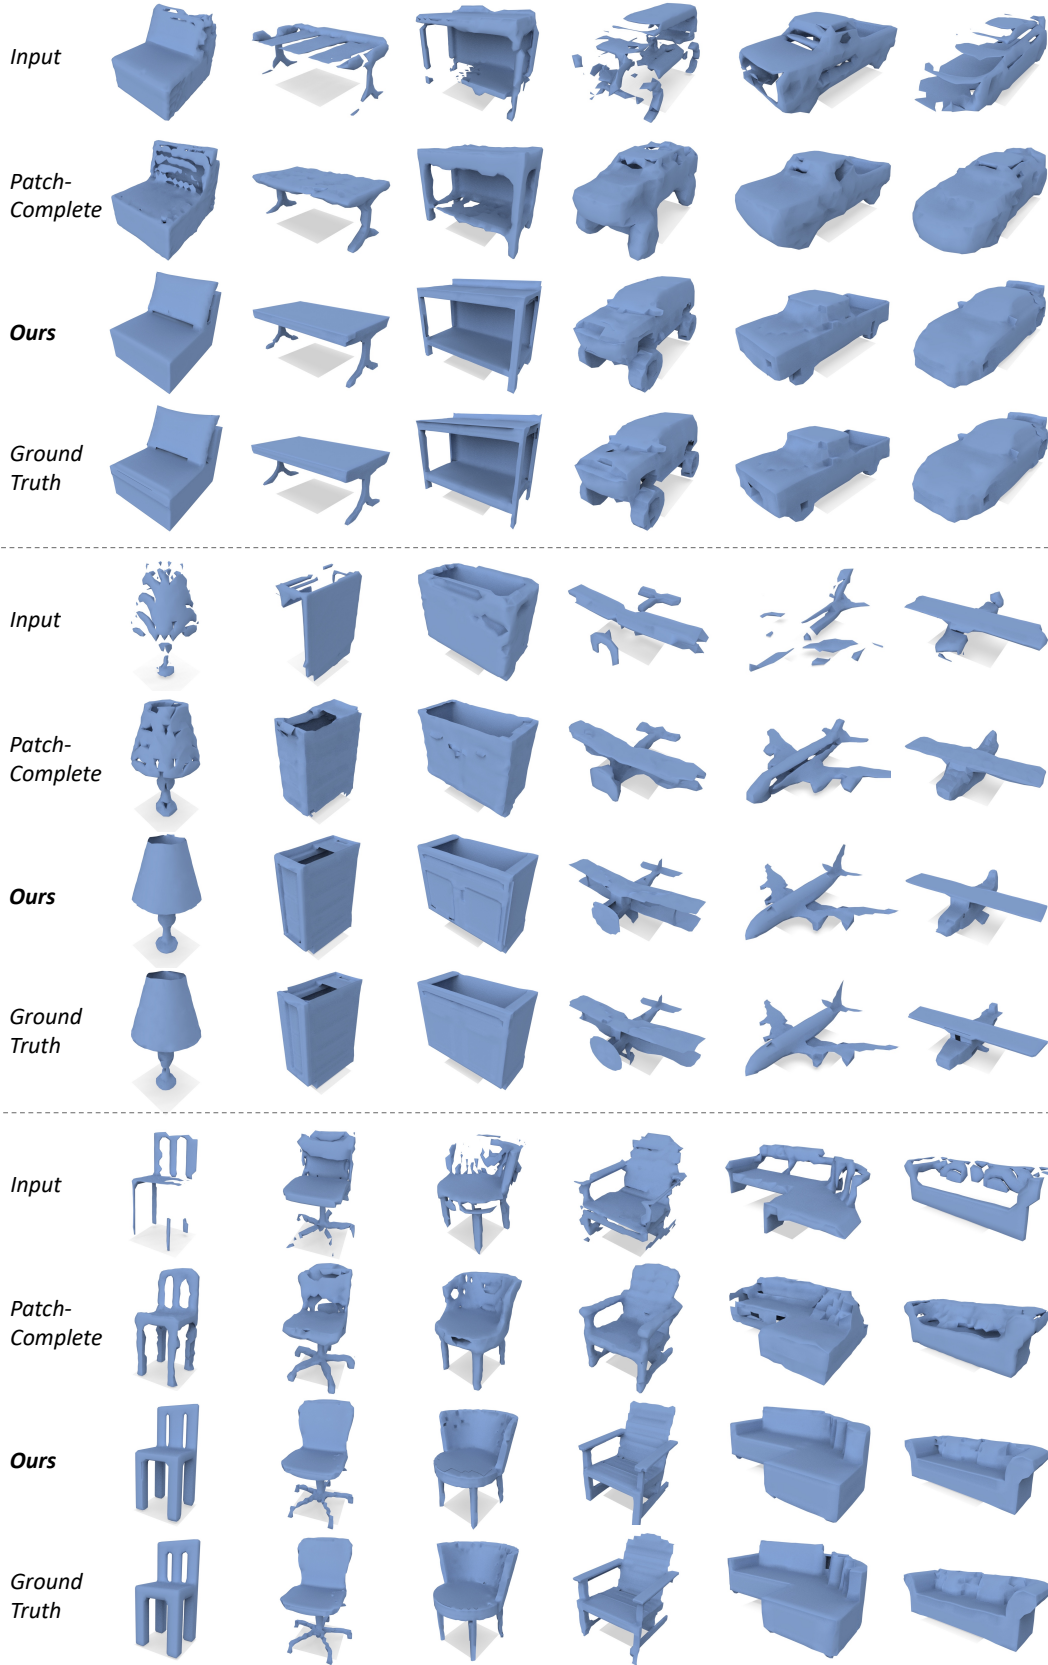 Input
Patch-
Complete
Ours
Ground
Truth
Input
Patch-
Complete
Ours
Ground
Truth
Input
Patch-
Complete
Ours
Ground
Truth